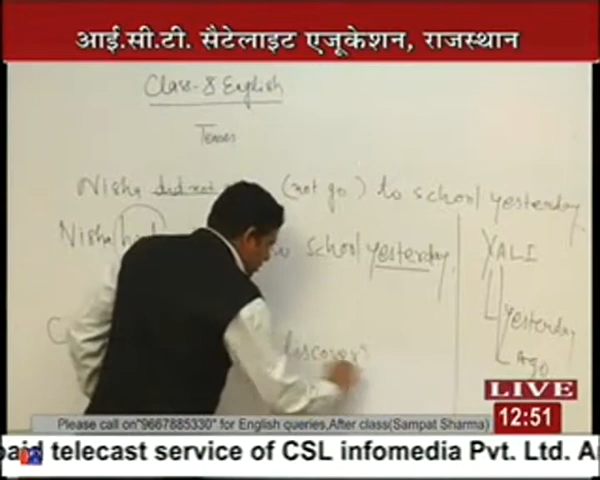 आई.सी.टी. सैटेलाइट एजूकेशन, राजस्थान
Class-8 English
Tenses
Nisha did not (not go) to school yesterday.
Nisha school yesterday.
YALI
Yesterday
Ago
LIVE
12:51
Please call on"9667885330" for English queries,After class(Sampat Sharma)
telecast service of CSL infomedia Pvt. Ltd.